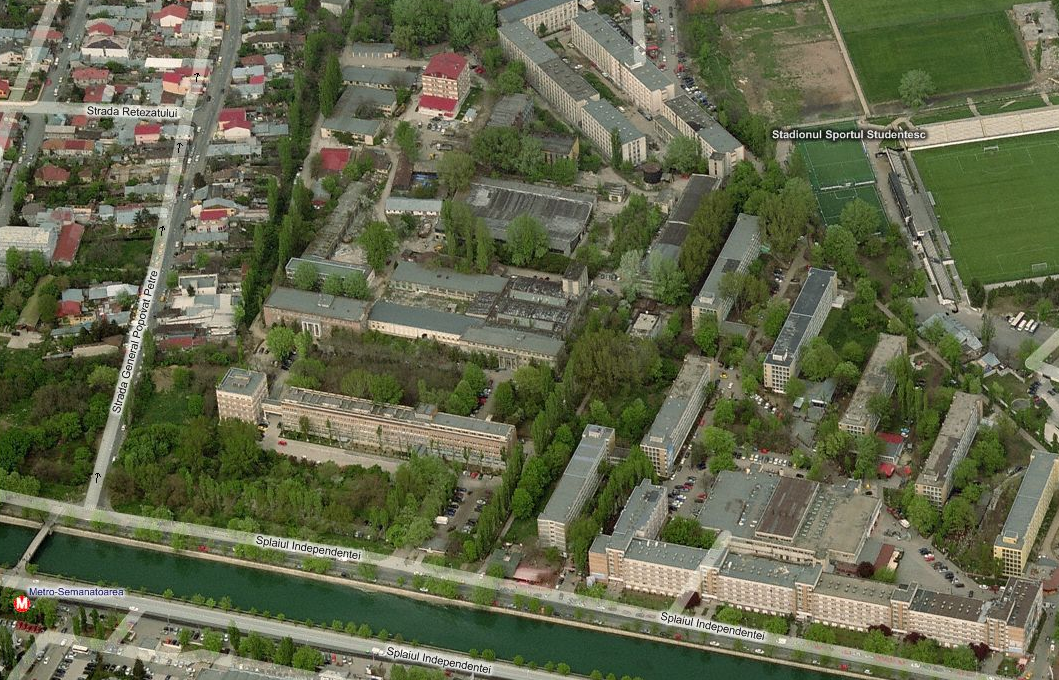 Strada Retezatului
Stadionul Sportul Studentesc
Strada General Popovat Petre
Splaiul Independentei
Metro-Semanatoarea
M
Splaiul Independentei
Splaiul Independentei